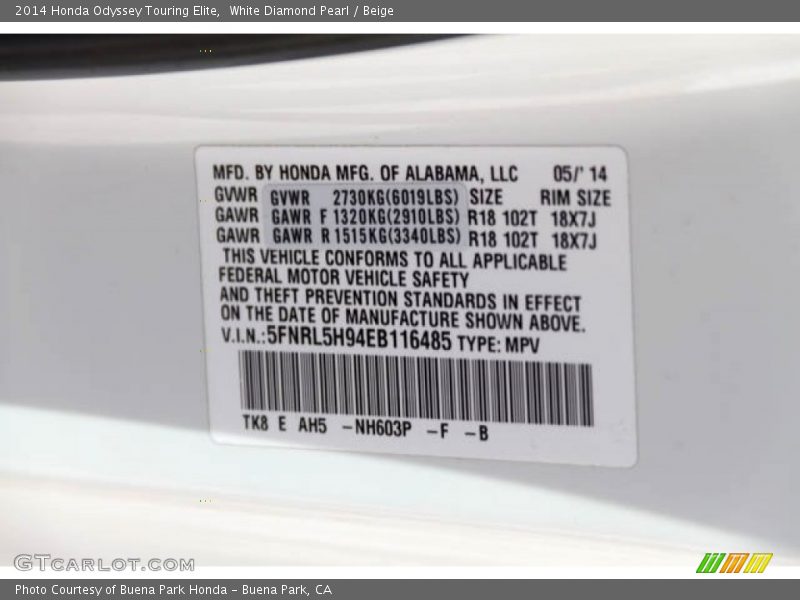 2014 Honda Odyssey Touring Elite,  White Diamond Pearl / Beige
MFD. BY HONDA MFG. OF ALABAMA, LLC 05/' 14
GVWR GVWR 2730KG(6019LBS) SIZE RIM SIZE
GAWR GAWR F 1320KG(2910LBS) R18 102T 18X7J
GAWR GAWR R 1515KG(3340LBS) R18 102T 18X7J
THIS VEHICLE CONFORMS TO ALL APPLICABLE
FEDERAL MOTOR VEHICLE SAFETY
AND THEFT PREVENTION STANDARDS IN EFFECT
ON THE DATE OF MANUFACTURE SHOWN ABOVE.
V.I.N.: 5FNRL5H94EB116485 TYPE: MPV
TK8 E AH5 -NH603P -F -B
GTCARLOT.COM
Photo Courtesy of Buena Park Honda - Buena Park, CA